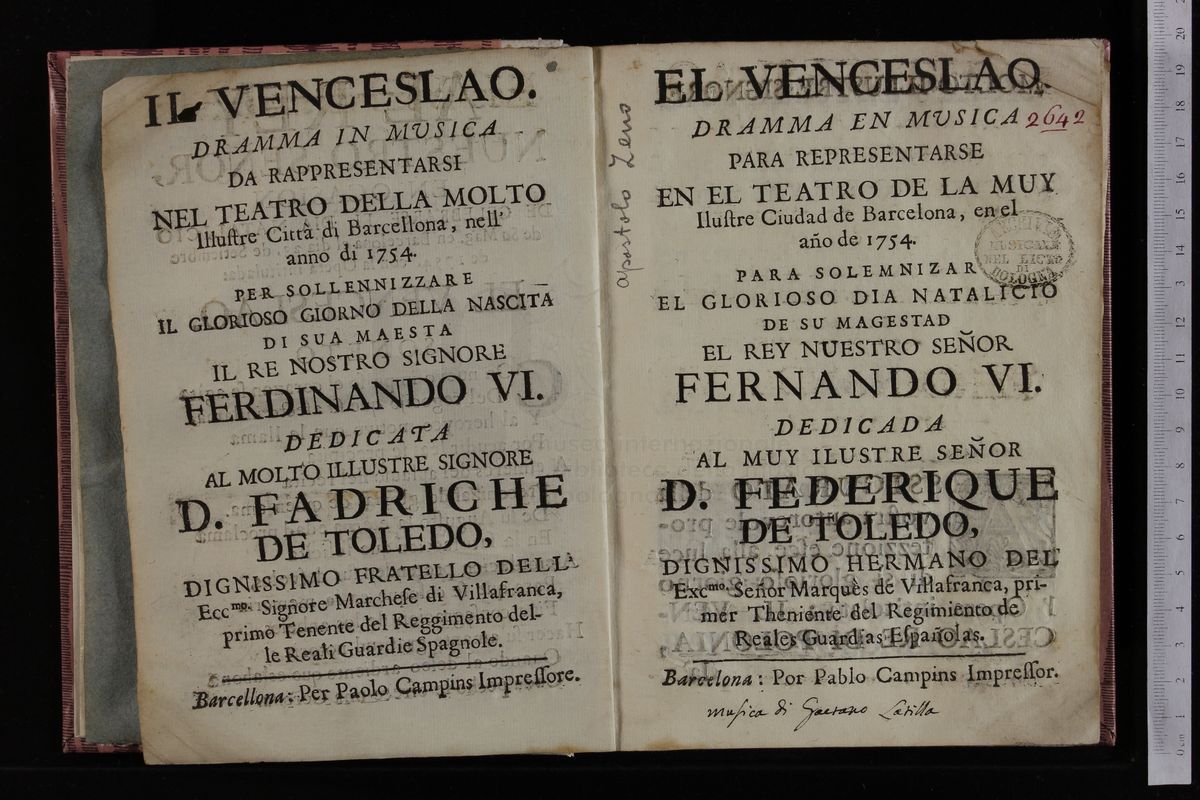 IL VENCESLAO.
DRAMMA IN MUSICA
DA RAPPRESENTARSI
NEL TEATRO DELLA MOLTO
Illuſtre Città di Barcellona, nell'
anno di 1754.
PER SOLLENNIZZARE
IL GLORIOSO GIORNO DELLA NASCITA
DI SUA MAESTA
IL RE NOSTRO SIGNORE
FERDINANDO VI.
DEDICATA
AL MOLTO ILLUSTRE SIGNORE
D. FADRICHE
DE TOLEDO,
DIGNISSIMO FRATELLO DELLA
Eccmo. Signore Marcheſe di Villafranca,
primo Tenente del Reggimento del-
le Reali Guardie Spagnole.
Barcellona: Per Paolo Campins Impreſſore.
apostolo Zeno
EL VENCESLAO.
DRAMMA EN MUSICA 2642
PARA REPRESENTARSE
EN EL TEATRO DE LA MUY
Iluſtre Ciudad de Barcelona, en el
año de 1754.
PARA SOLEMNIZAR
EL GLORIOSO DIA NATALICIO
DE SU MAGESTAD
EL REY NUESTRO SEÑOR
FERNANDO VI.
DEDICADA
AL MUY ILUSTRE SEÑOR
D. FEDERIQUE
DE TOLEDO,
DIGNISSIMO HERMANO DEL
Excmo. Señor Marquès de Villafranca, pri-
mer Theniente del Regimiento de
Reales Guardias Eſpañolas.
Barcelona: Por Pablo Campins Impreſſor.
musica di Gaetano Latilla
MUSICALE
NEL LICEO
DI
BOLOGNA